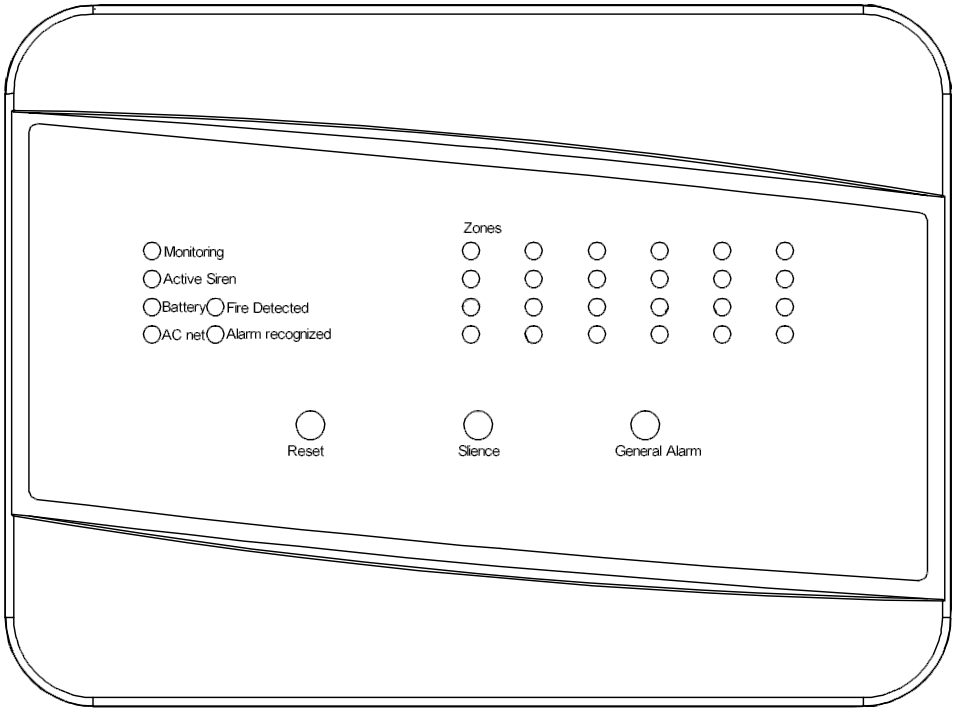 Zones
Monitoring
Active Siren
Battery Fire Detected
AC net Alarm recognized
Reset Slience General Alarm